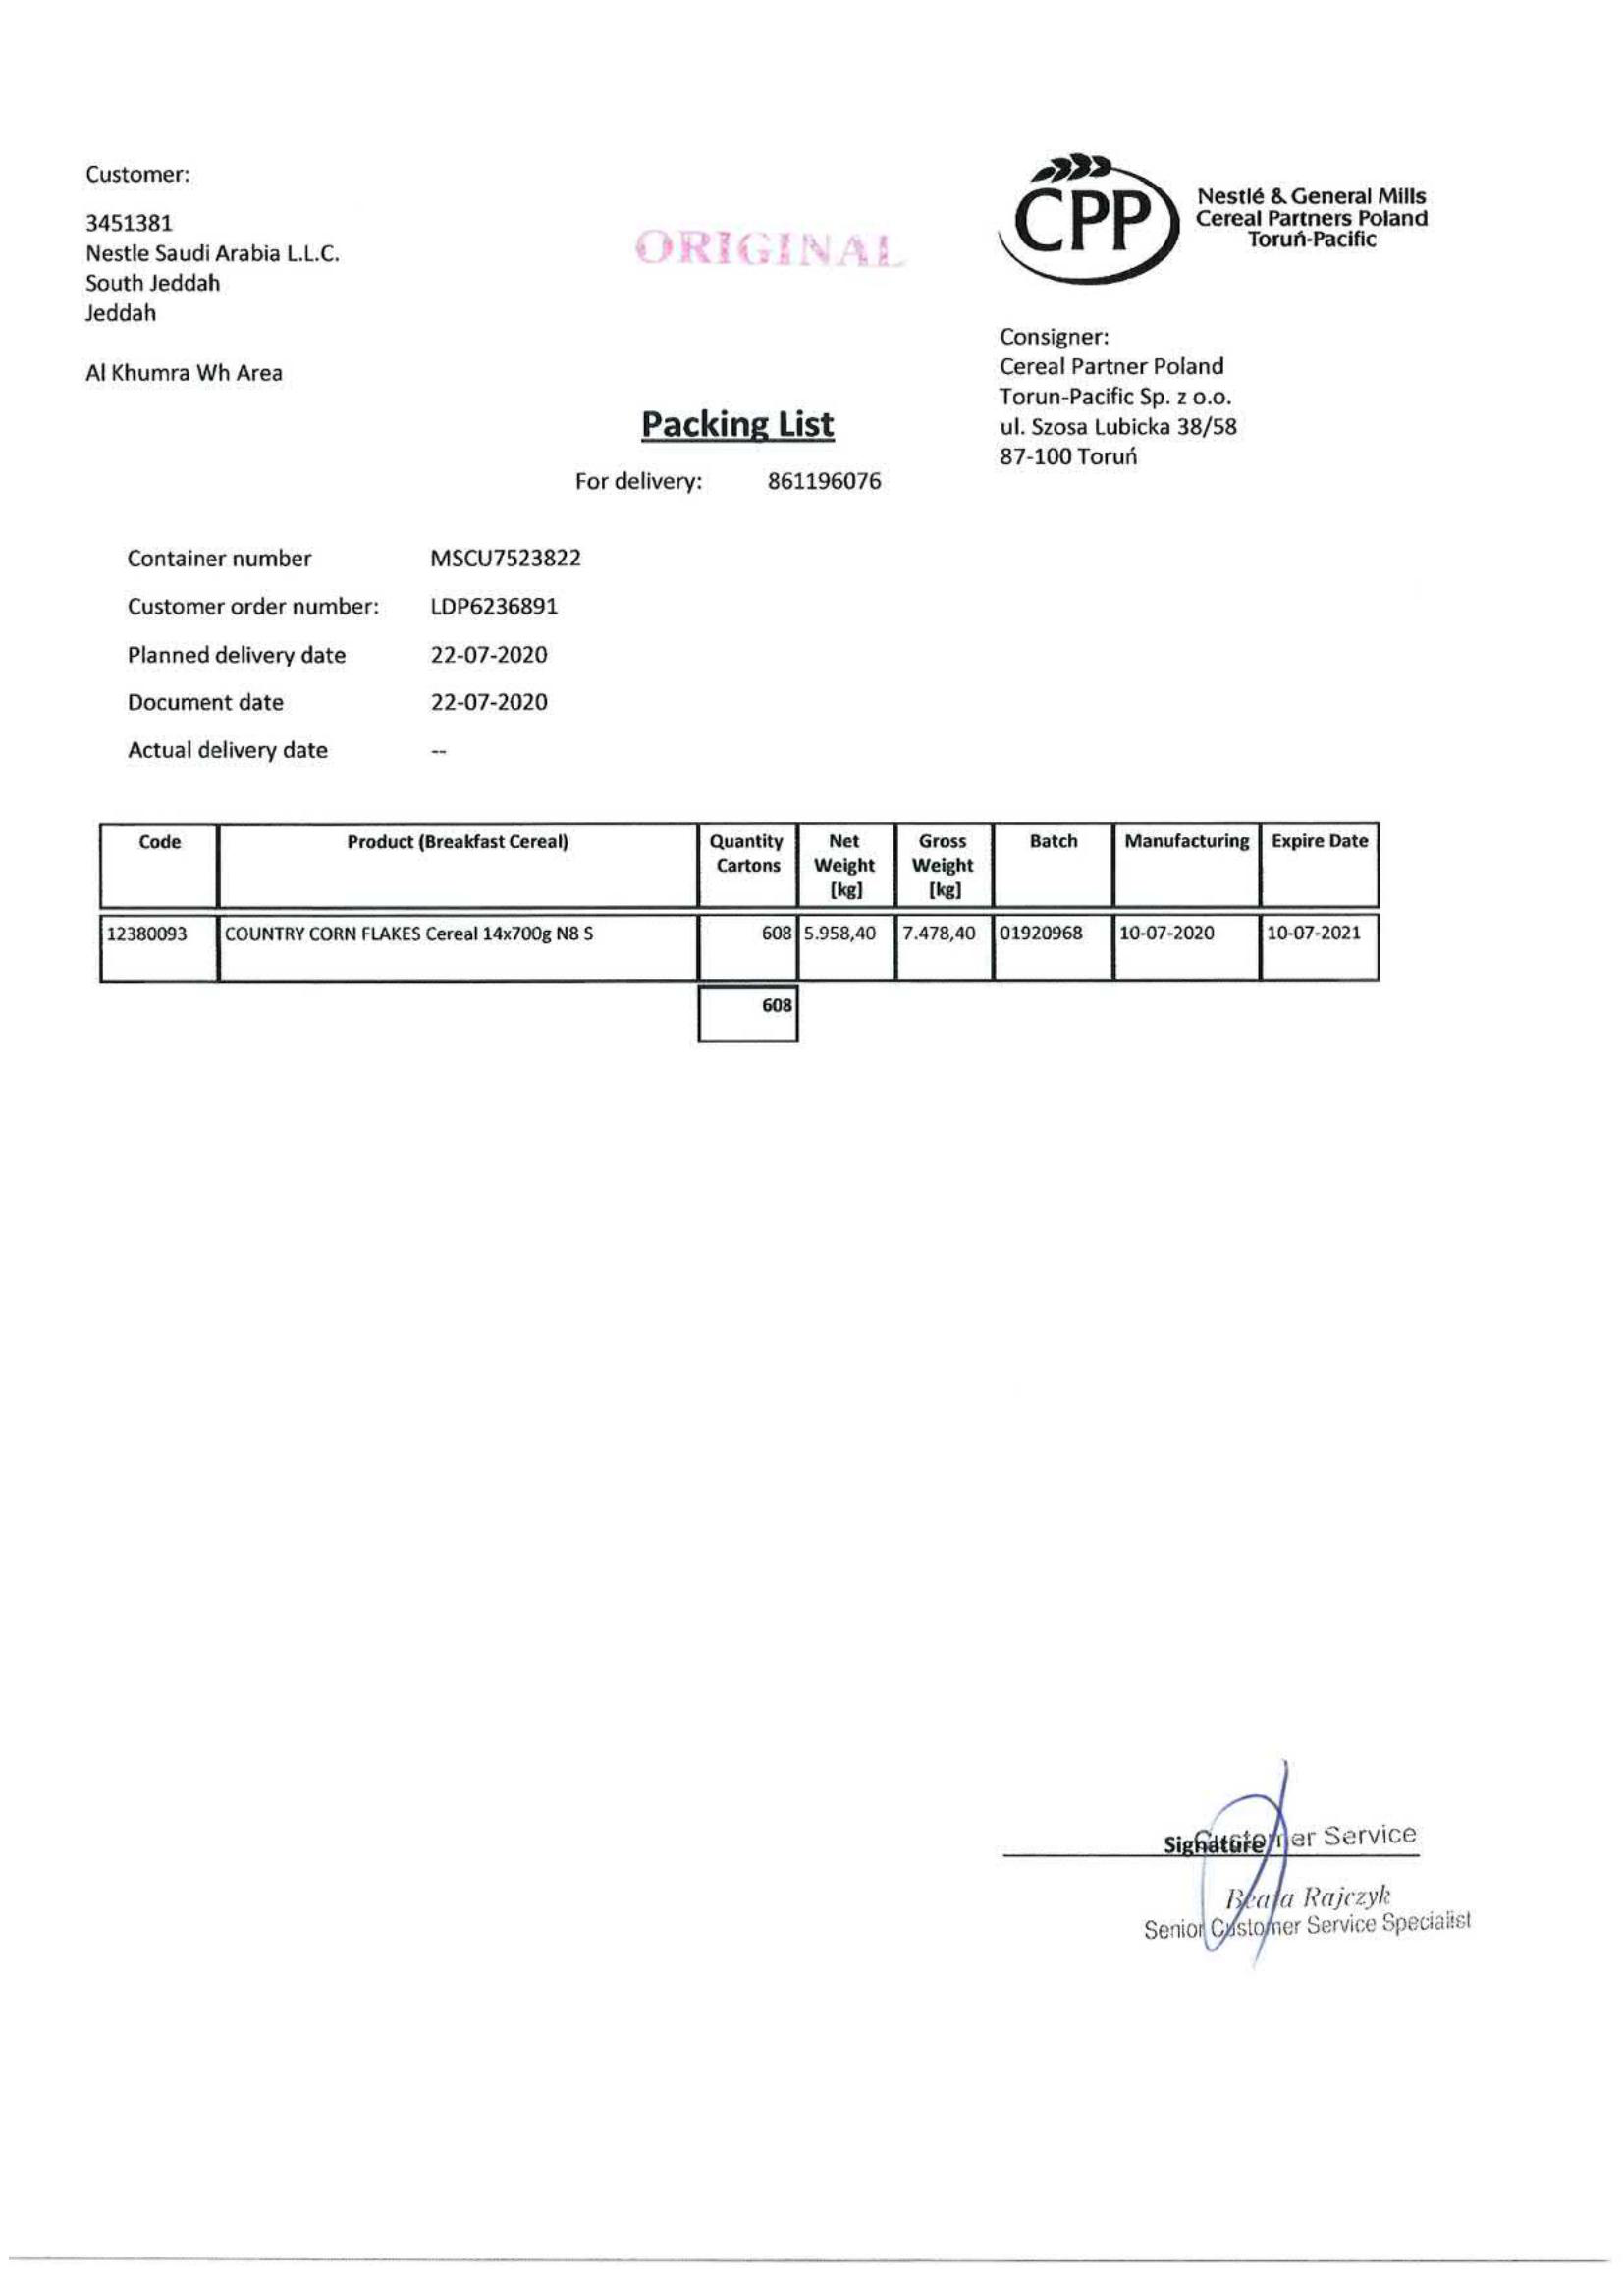 Customer:
3451381
Nestle Saudi Arabia L.L.C.
South Jeddah
Jeddah
Al Khumra Wh Area
ORIGINAL
CPP
Nestlé & General Mills
Cereal Partners Poland
Toruń-Pacific
Consigner:
Cereal Partner Poland
Torun-Pacific Sp. z o.o.
ul. Szosa Lubicka 38/58
87-100 Toruń
Packing List
For delivery: 861196076
Container number MSCU7523822
Customer order number: LDP6236891
Planned delivery date 22-07-2020
Document date 22-07-2020
Actual delivery date --
Code Product (Breakfast Cereal) Quantity Cartons Net Weight [kg] Gross Weight [kg] Batch Manufacturing Expire Date
12380093 COUNTRY CORN FLAKES Cereal 14x700g N8 S 608 5.958,40 7.478,40 01920968 10-07-2020 10-07-2021
608
Signature
Customer Service
Beata Rajczyk
Senior Customer Service Specialist